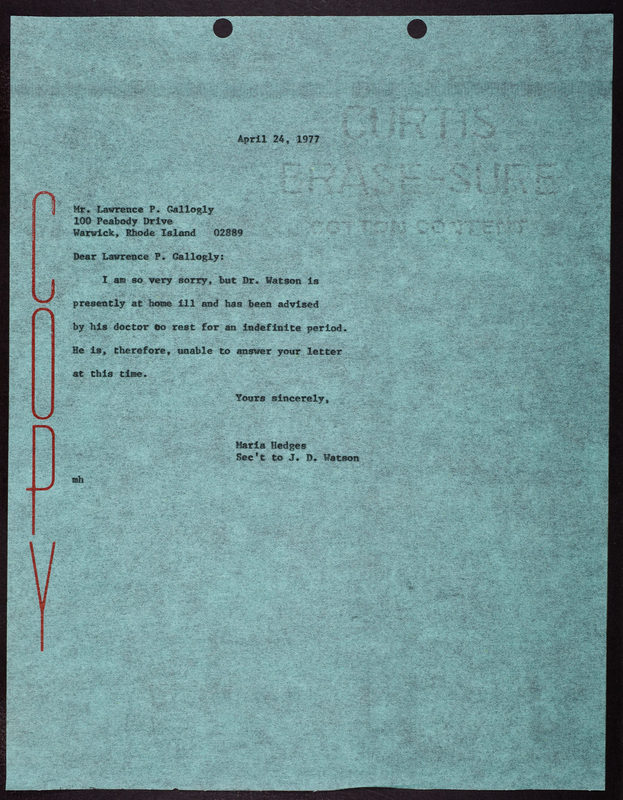 CURTIS
ERASE-SURE
COTTON CONTENT
April 24, 1977
Mr. Lawrence P. Gallogly
100 Peabody Drive
Warwick, Rhode Island 02889
Dear Lawrence P. Gallogly:
I am so very sorry, but Dr. Watson is
presently at home ill and has been advised
by his doctor to rest for an indefinite period.
He is, therefore, unable to answer your letter
at this time.
Yours sincerely,
Maria Hedges
Sec't to J. D. Watson
mh
COPY